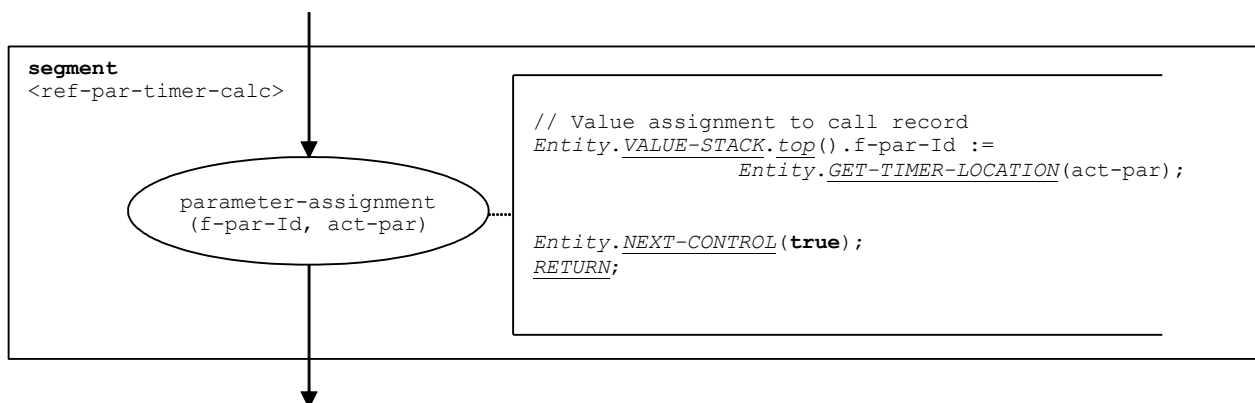 segment
<ref-par-timer-calc>
parameter-assignment
(f-par-Id, act-par)
// Value assignment to call record
Entity.VALUE-STACK.top().f-par-Id :=
Entity.GET-TIMER-LOCATION(act-par);
Entity.NEXT-CONTROL(true);
RETURN;